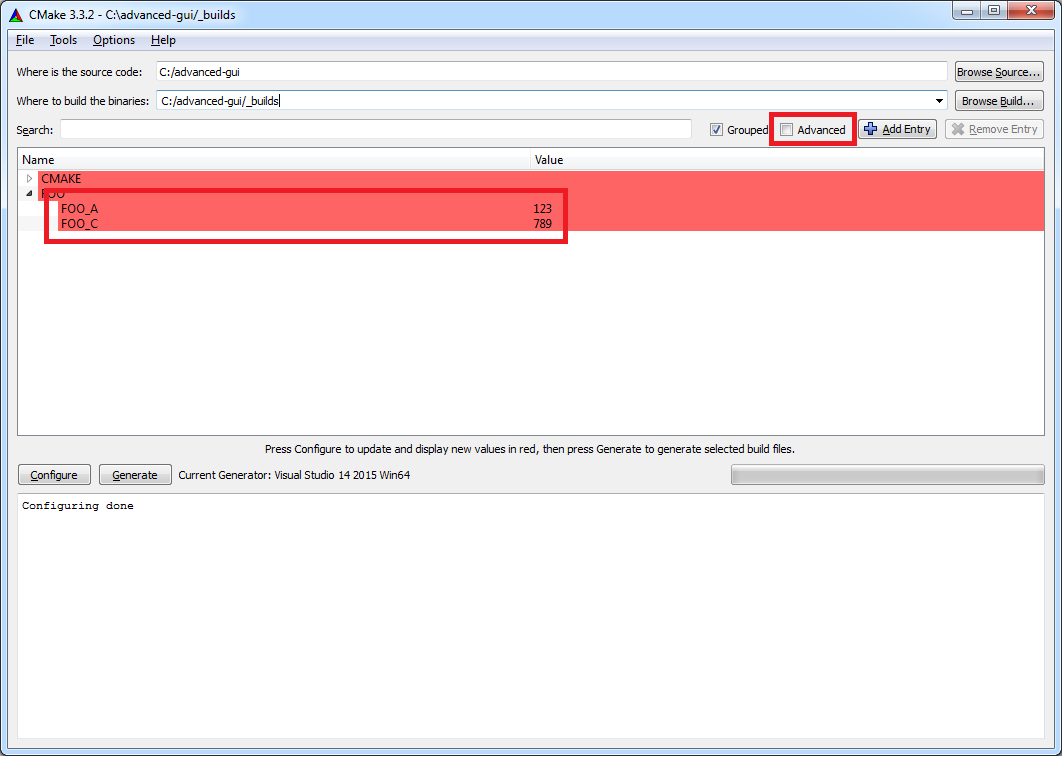 CMake 3.3.2 - C:\advanced-gui/_builds
File Tools Options Help
Where is the source code: C:/advanced-gui Browse Source...
Where to build the binaries: C:/advanced-gui/_builds Browse Build...
Search: Grouped Advanced Add Entry Remove Entry
Name Value
CMAKE
FOO
FOO_A 123
FOO_C 789
Press Configure to update and display new values in red, then press Generate to generate selected build files.
Configure Generate Current Generator: Visual Studio 14 2015 Win64
Configuring done